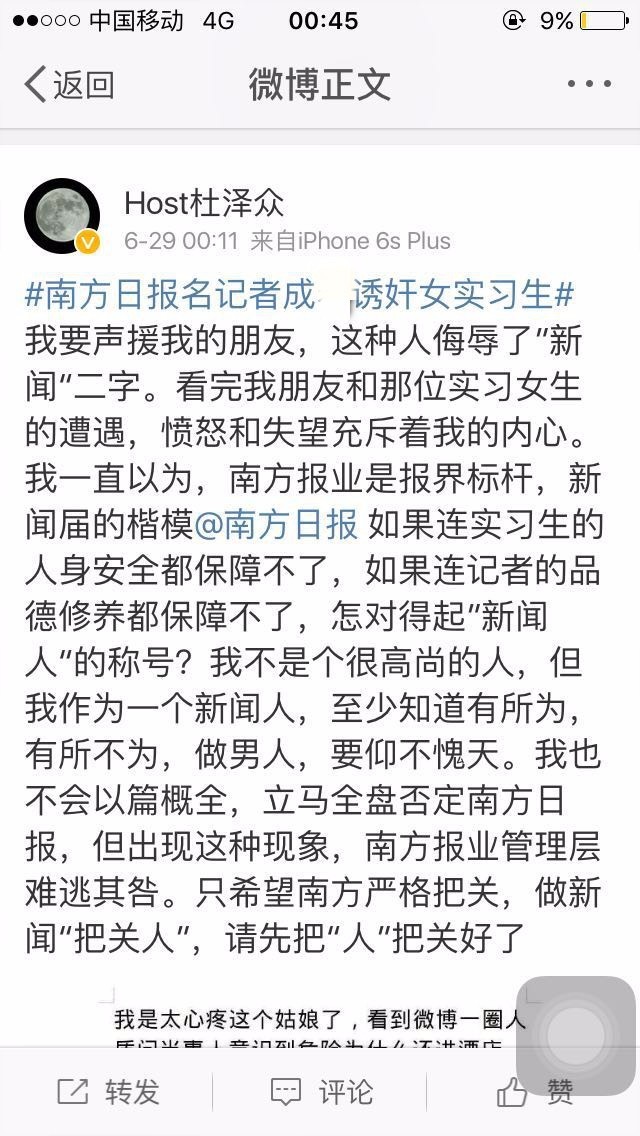 中国移动 4G 00:45 9%
返回 微博正文
Host杜泽众
6-29 00:11 来自iPhone 6s Plus
#南方日报名记者成 诱奸女实习生#
我要声援我的朋友，这种人侮辱了"新
闻"二字。看完我朋友和那位实习女生
的遭遇，愤怒和失望充斥着我的内心。
我一直以为，南方报业是报界标杆，新
闻届的楷模@南方日报 如果连实习生的
人身安全都保障不了，如果连记者的品
德修养都保障不了，怎对得起"新闻
人"的称号？我不是个很高尚的人，但
我作为一个新闻人，至少知道有所为，
有所不为，做男人，要仰不愧天。我也
不会以篇概全，立马全盘否定南方日
报，但出现这种现象，南方报业管理层
难逃其咎。只希望南方严格把关，做新
闻"把关人"，请先把"人"把关好了
我是太心疼这个姑娘了，看到微博一圈人
转发 评论 赞